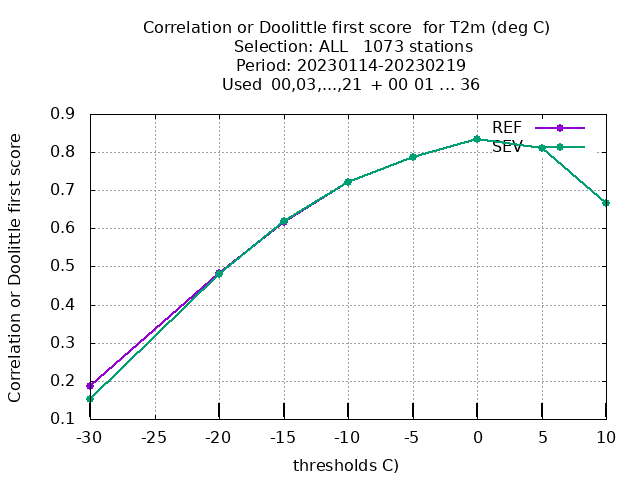 Correlation or Doolittle first score  for T2m (deg C)
Selection: ALL   1073 stations
Period: 20230114-20230219
Used  00,03,...,21  + 00 01 ... 36
Correlation or Doolittle first score
0.9
0.8
0.7
0.6
0.5
0.4
0.3
0.2
0.1
REF
SEV
-30 -25 -20 -15 -10 -5 0 5 10
thresholds C)